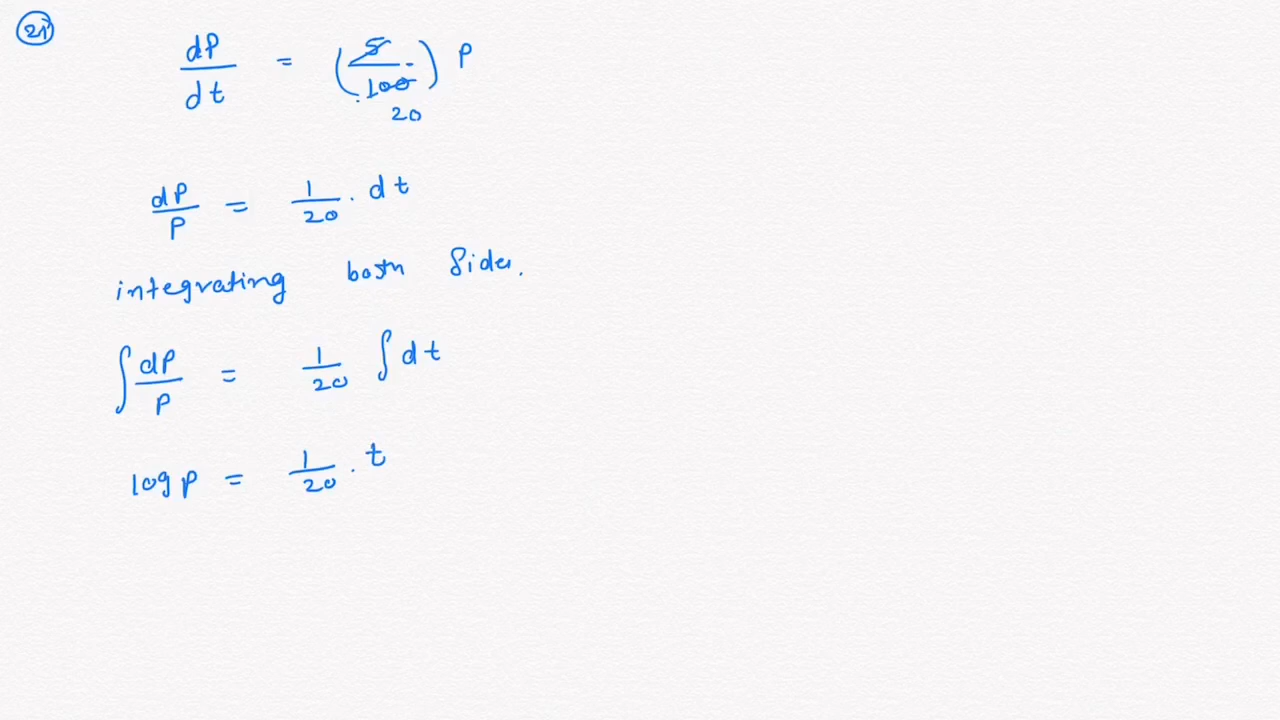 21)
dP/dt = (5/100) P
20
dP/P = 1/20 . dt
integrating both sides.
∫ dP/P = 1/20 ∫ dt
log P = 1/20 . t